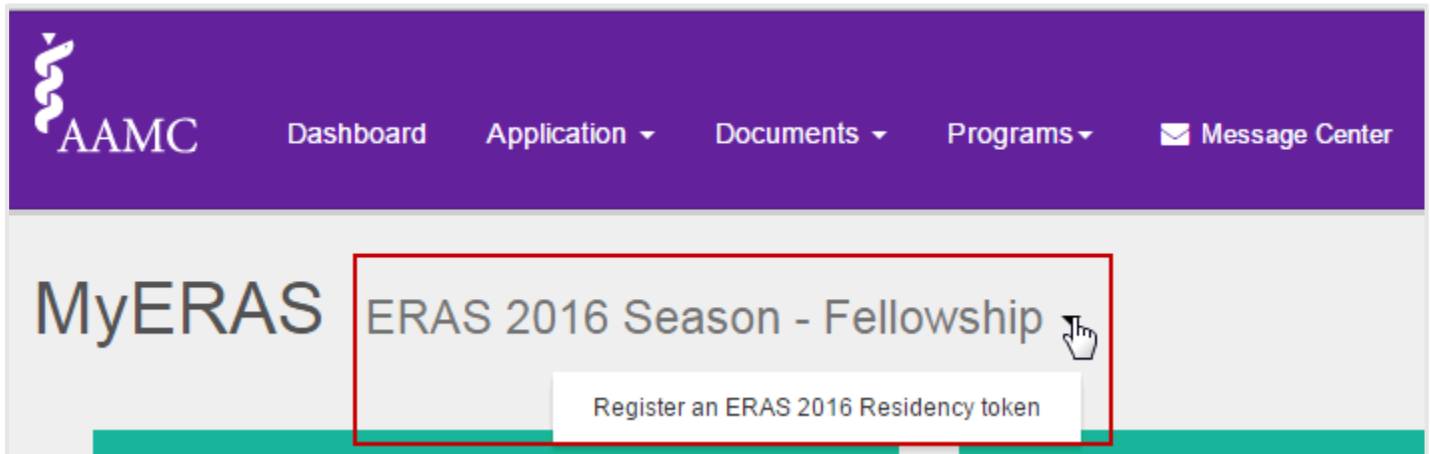 AAMC Dashboard Application Documents Programs Message Center
MyERAS ERAS 2016 Season - Fellowship
Register an ERAS 2016 Residency token